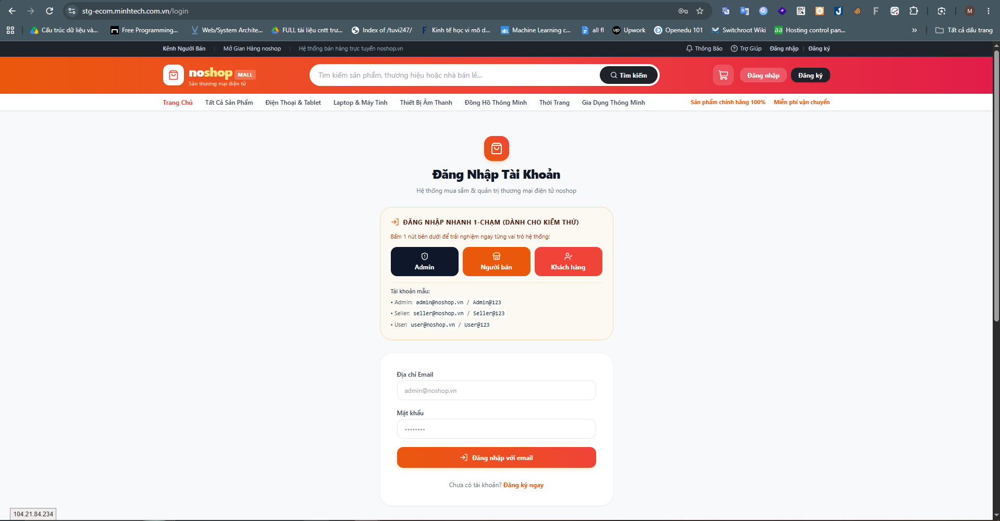 stg-ecom.minhtech.com.vn/login
Cấu trúc dữ liệu và... Free Programming... Web/System Archite... FULL tài liệu cntt trư... Index of /tuvi247/ Kinh tế học vi mô d... Machine Learning c... all fl Upwork Openedu 101 Switchroot Wiki Hosting control pan... Tất cả dấu trang
Kênh Người Bán | Mở Gian Hàng noshop | Hệ thống bán hàng trực tuyến noshop.vn Thông Báo Trợ Giúp Đăng nhập | Đăng ký
noshop MALL
Sàn thương mại điện tử
Tìm kiếm sản phẩm, thương hiệu hoặc nhà bán lẻ... Tìm kiếm Đăng nhập Đăng ký
Trang Chủ Tất Cả Sản Phẩm Điện Thoại & Tablet Laptop & Máy Tính Thiết Bị Âm Thanh Đồng Hồ Thông Minh Thời Trang Gia Dụng Thông Minh Sản phẩm chính hãng 100% Miễn phí vận chuyển
Đăng Nhập Tài Khoản
Hệ thống mua sắm & quản trị thương mại điện tử noshop
ĐĂNG NHẬP NHANH 1-CHẠM (DÀNH CHO KIỂM THỬ)
Bấm 1 nút bên dưới để trải nghiệm ngay từng vai trò hệ thống:
Admin Người bán Khách hàng
Tài khoản mẫu:
• Admin: admin@noshop.vn / Admin@123
• Seller: seller@noshop.vn / Seller@123
• User: user@noshop.vn / User@123
Địa chỉ Email
admin@noshop.vn
Mật khẩu
••••••••
Đăng nhập với email
Chưa có tài khoản? Đăng ký ngay
104.21.84.234